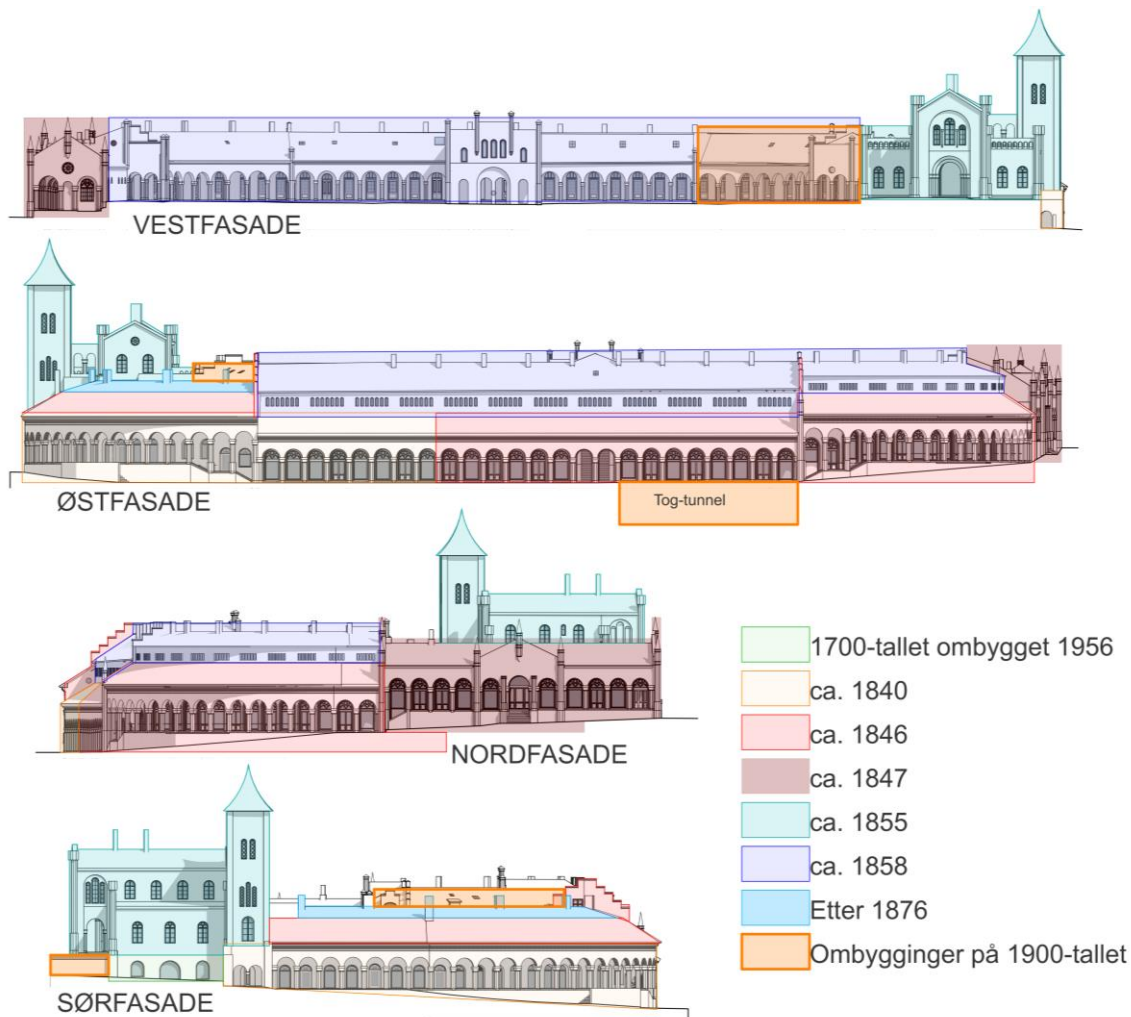 VESTFASADE
ØSTFASADE
Tog-tunnel
NORDFASADE
SØRFASADE
1700-tallet ombygget 1956
ca. 1840
ca. 1846
ca. 1847
ca. 1855
ca. 1858
Etter 1876
Ombygginger på 1900-tallet